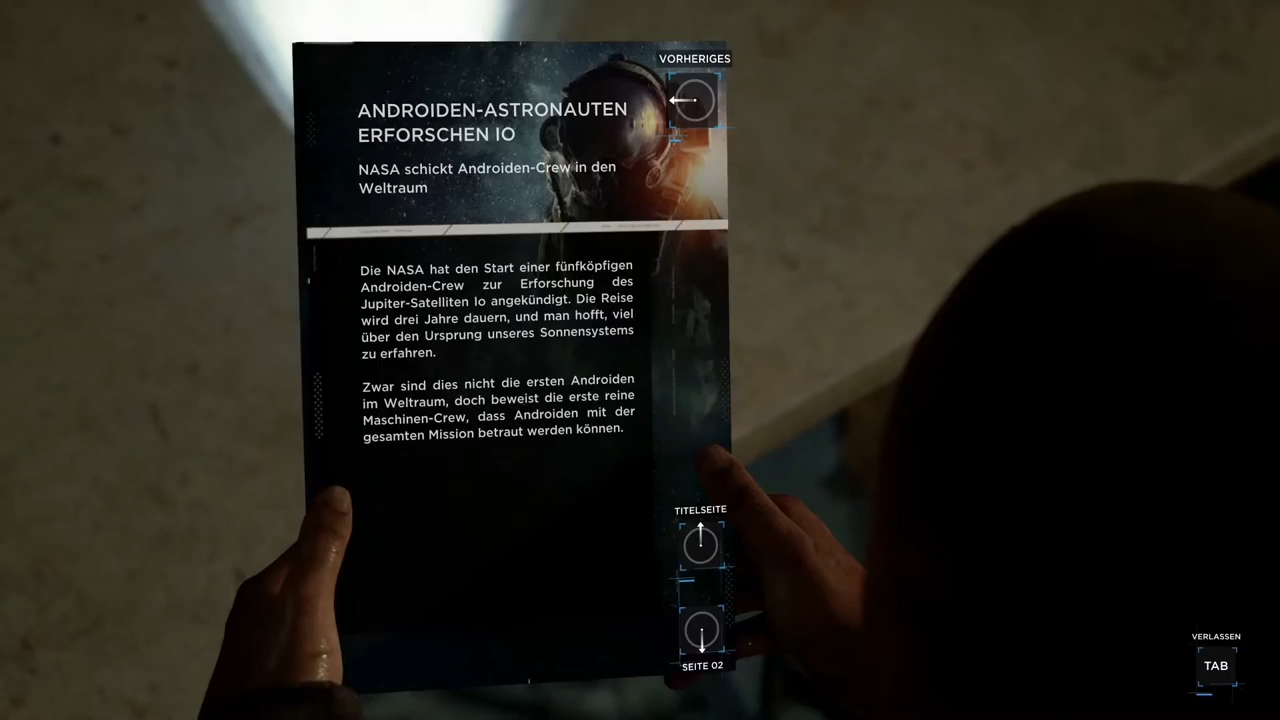 VORHERIGES
ANDROIDEN-ASTRONAUTEN
ERFORSCHEN IO
NASA schickt Androiden-Crew in den
Weltraum
Die NASA hat den Start einer fünfköpfigen
Androiden-Crew zur Erforschung des
Jupiter-Satelliten Io angekündigt. Die Reise
wird drei Jahre dauern, und man hofft, viel
über den Ursprung unseres Sonnensystems
zu erfahren.
Zwar sind dies nicht die ersten Androiden
im Weltraum, doch beweist die erste reine
Maschinen-Crew, dass Androiden mit der
gesamten Mission betraut werden können.
TITELSEITE
SEITE 02
VERLASSEN
TAB